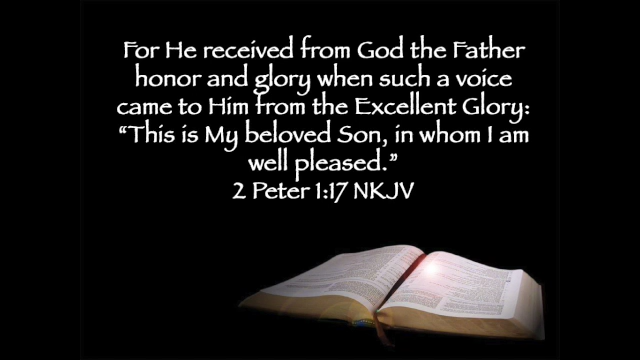 For He received from God the Father
honor and glory when such a voice
came to Him from the Excellent Glory:
“This is My beloved Son, in whom I am
well pleased.”
2 Peter 1:17 NKJV